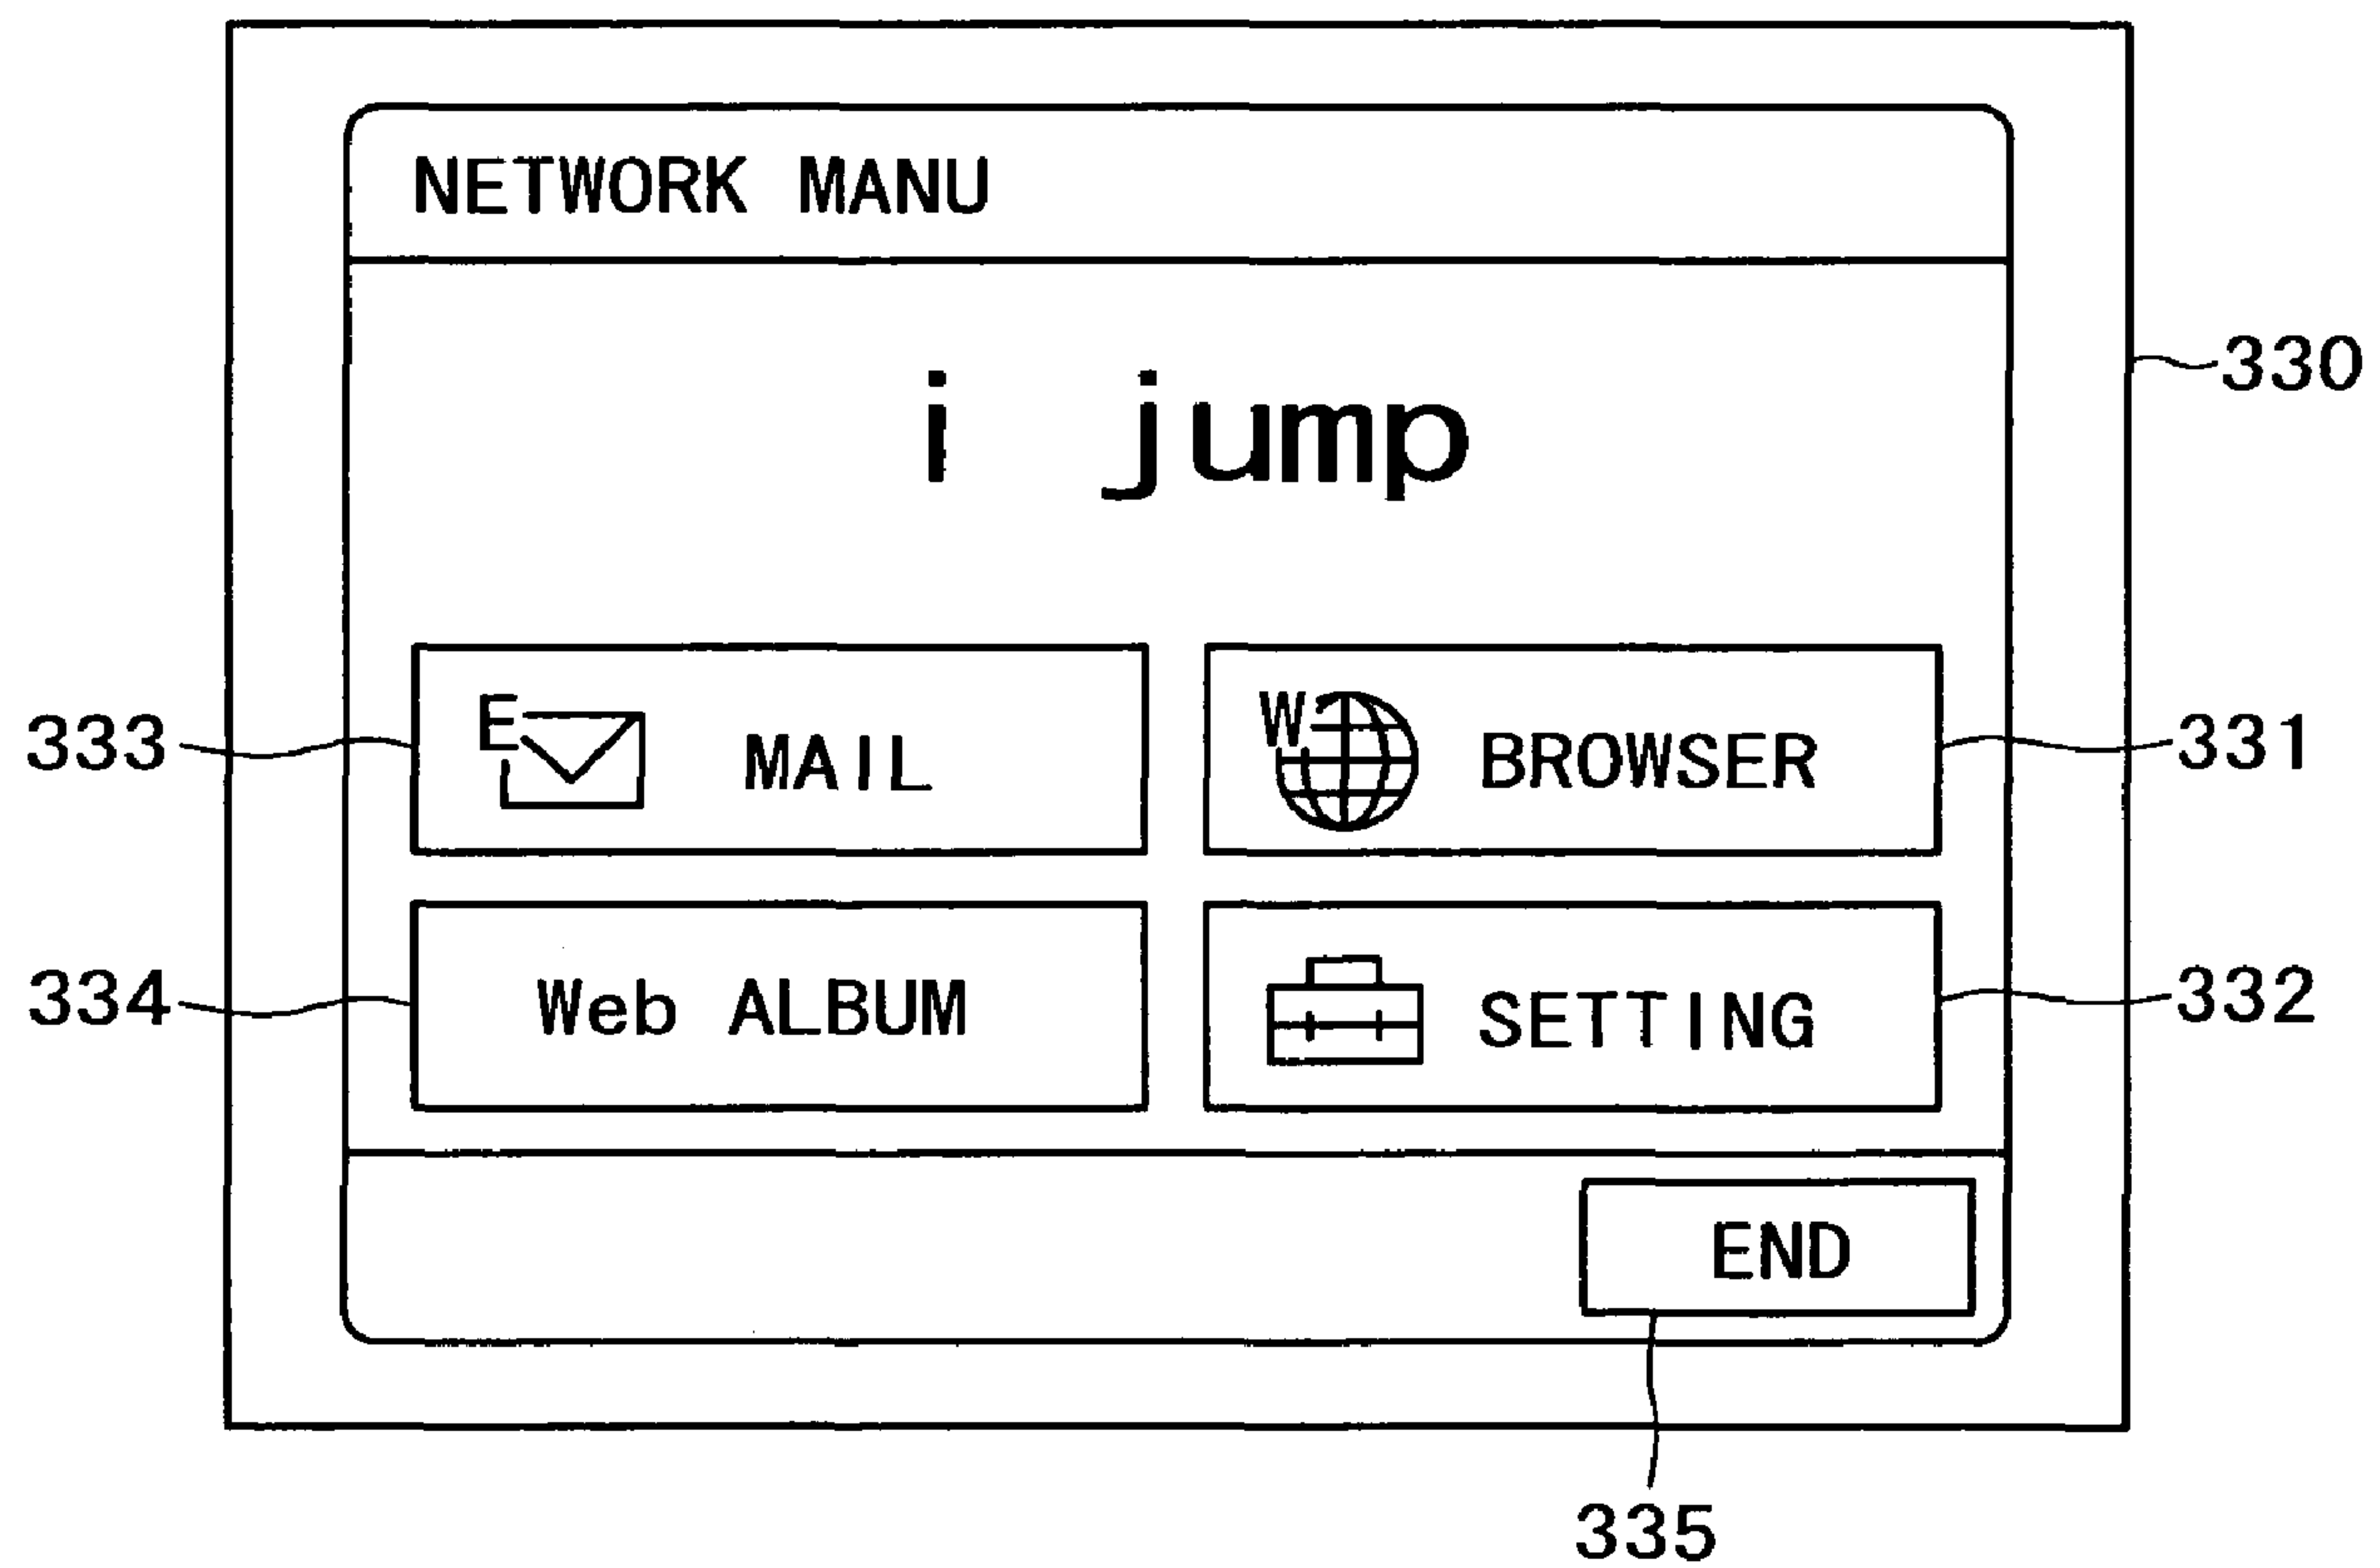 NETWORK MANU
i jump
330
333 E MAIL W BROWSER 331
334 Web ALBUM SETTING 332
END
335